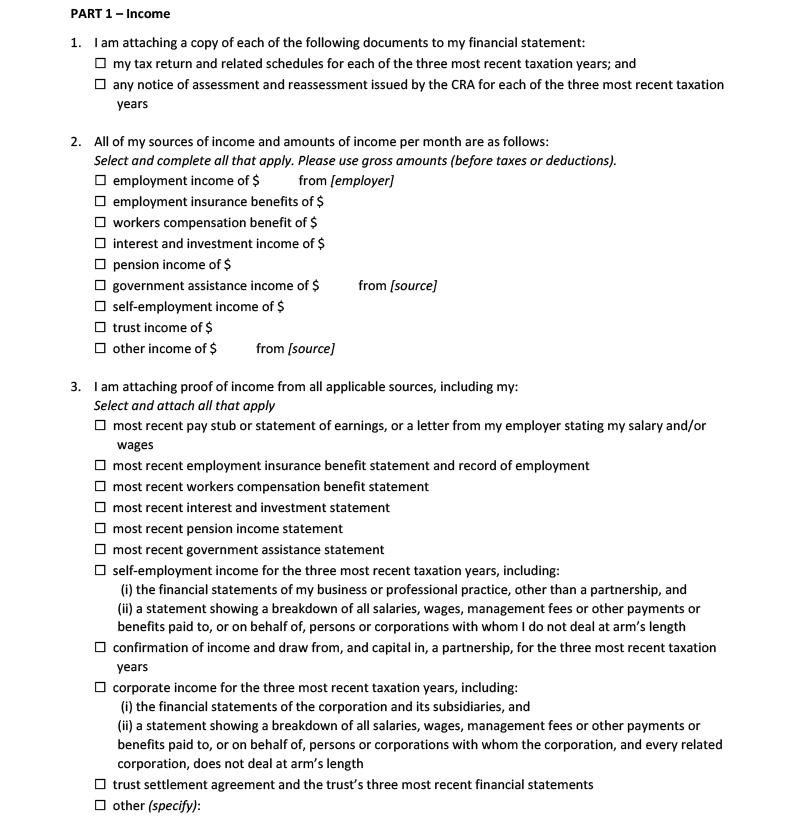 PART 1 – Income
1. I am attaching a copy of each of the following documents to my financial statement:
☐ my tax return and related schedules for each of the three most recent taxation years; and
☐ any notice of assessment and reassessment issued by the CRA for each of the three most recent taxation
years
2. All of my sources of income and amounts of income per month are as follows:
Select and complete all that apply. Please use gross amounts (before taxes or deductions).
☐ employment income of $ from [employer]
☐ employment insurance benefits of $
☐ workers compensation benefit of $
☐ interest and investment income of $
☐ pension income of $
☐ government assistance income of $ from [source]
☐ self-employment income of $
☐ trust income of $
☐ other income of $ from [source]
3. I am attaching proof of income from all applicable sources, including my:
Select and attach all that apply
☐ most recent pay stub or statement of earnings, or a letter from my employer stating my salary and/or
wages
☐ most recent employment insurance benefit statement and record of employment
☐ most recent workers compensation benefit statement
☐ most recent interest and investment statement
☐ most recent pension income statement
☐ most recent government assistance statement
☐ self-employment income for the three most recent taxation years, including:
(i) the financial statements of my business or professional practice, other than a partnership, and
(ii) a statement showing a breakdown of all salaries, wages, management fees or other payments or
benefits paid to, or on behalf of, persons or corporations with whom I do not deal at arm's length
☐ confirmation of income and draw from, and capital in, a partnership, for the three most recent taxation
years
☐ corporate income for the three most recent taxation years, including:
(i) the financial statements of the corporation and its subsidiaries, and
(ii) a statement showing a breakdown of all salaries, wages, management fees or other payments or
benefits paid to, or on behalf of, persons or corporations with whom the corporation, and every related
corporation, does not deal at arm's length
☐ trust settlement agreement and the trust's three most recent financial statements
☐ other (specify):